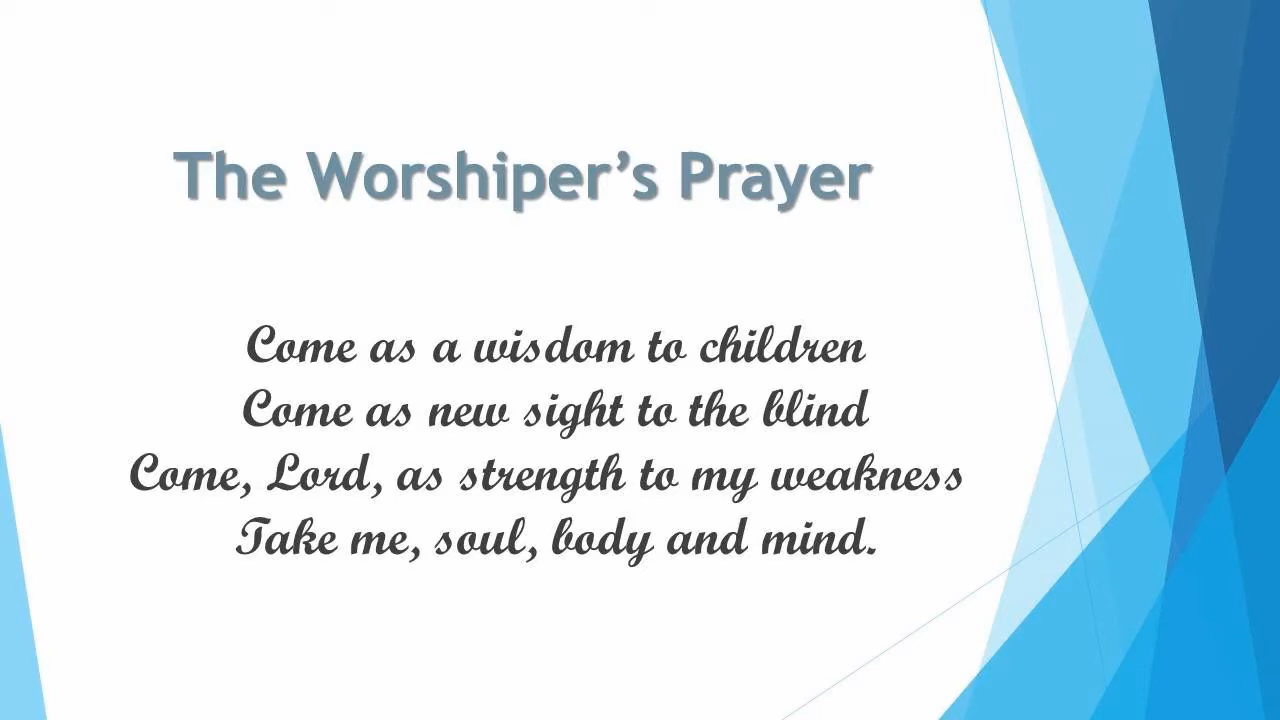 The Worshiper’s Prayer
Come as a wisdom to children
Come as new sight to the blind
Come, Lord, as strength to my weakness
Take me, soul, body and mind.